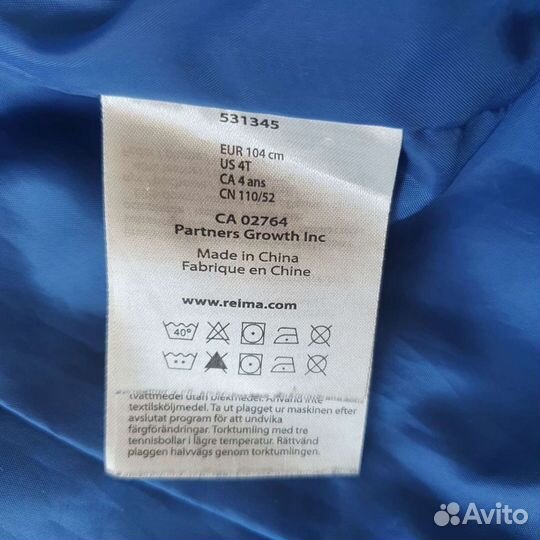 531345
EUR 104 cm
US 4T
CA 4 ans
CN 110/52
CA 02764
Partners Growth Inc
Made in China
Fabrique en Chine
www.reima.com
40°
tvättmedel utan blekmedel. Använd inte
textilsköljmedel. Ta ut plagget ur maskinen efter
avslutat program för att undvika
färgförändringar. Torktumling med tre
tennisbollar i lägre temperatur. Rättvänd
plaggen halvvägs genom torktumlingen.
Avito